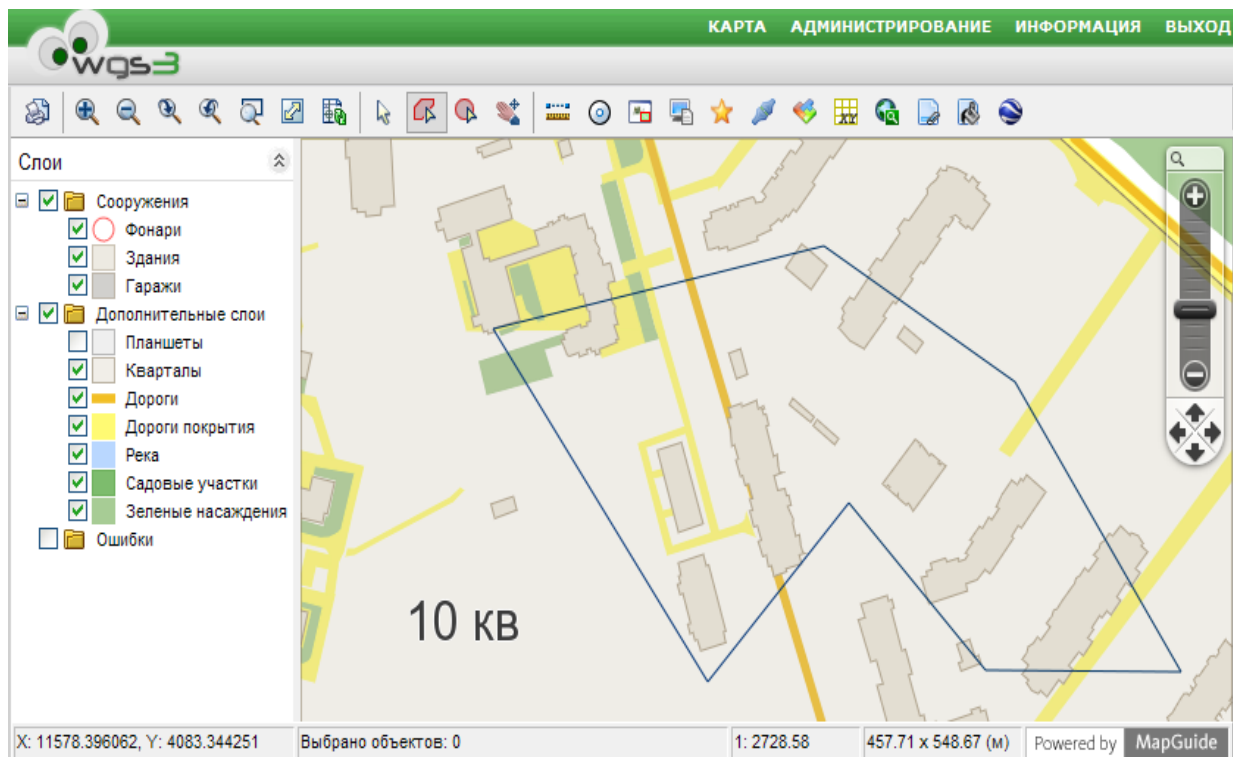 КАРТА АДМИНИСТРИРОВАНИЕ ИНФОРМАЦИЯ ВЫХОД
wgs3
Слои
Сооружения
Фонари
Здания
Гаражи
Дополнительные слои
Планшеты
Кварталы
Дороги
Дороги покрытия
Река
Садовые участки
Зеленые насаждения
Ошибки
10 кв
X: 11578.396062, Y: 4083.344251 Выбрано объектов: 0 1: 2728.58 457.71 x 548.67 (м) Powered by MapGuide